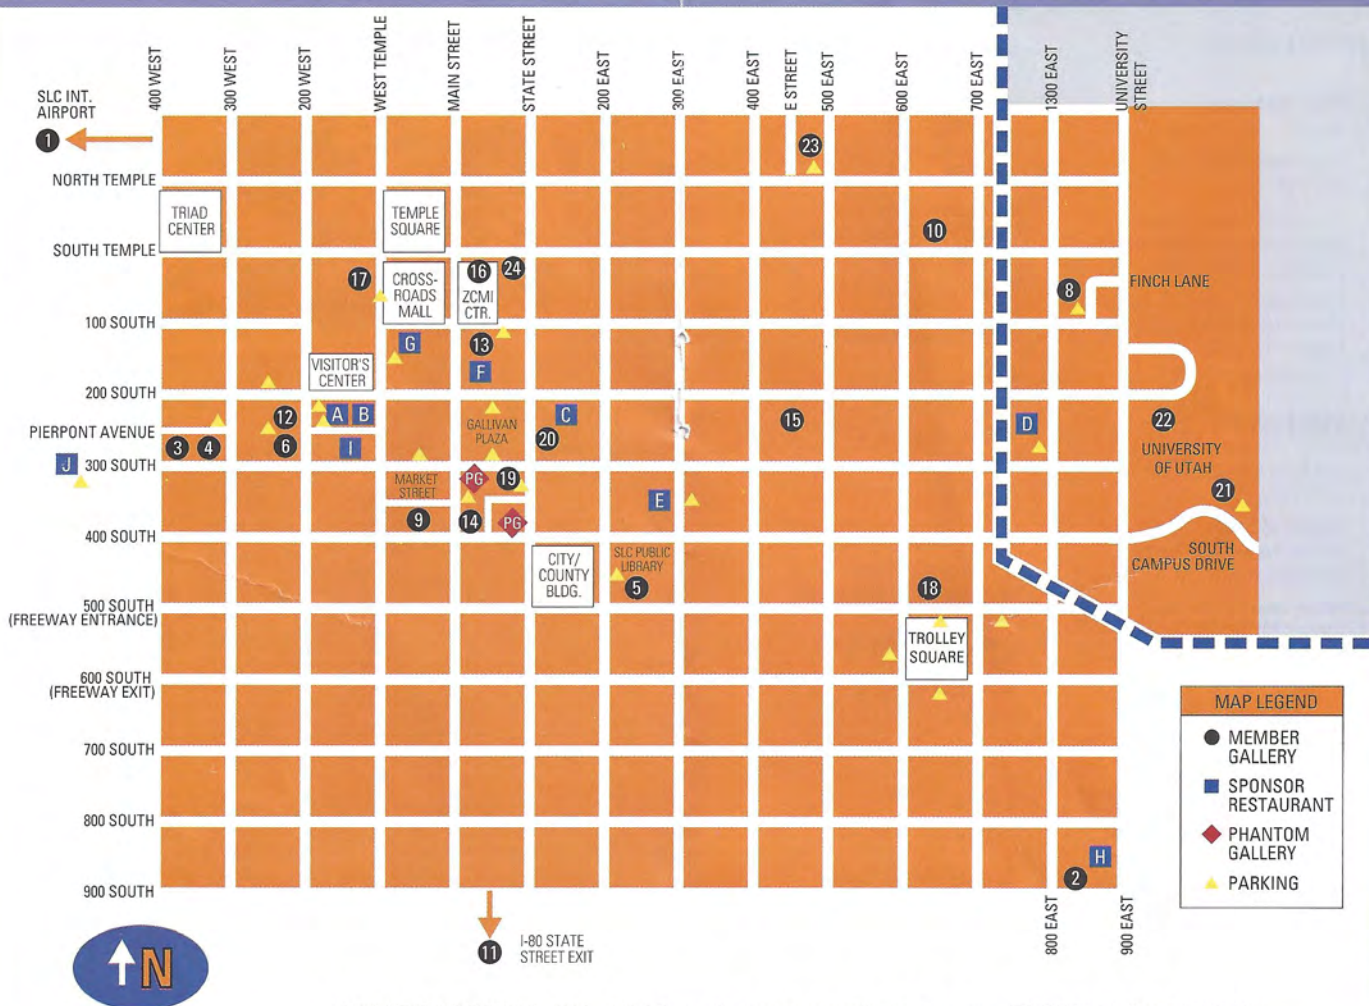 400 WEST
300 WEST
200 WEST
WEST TEMPLE
MAIN STREET
STATE STREET
200 EAST
300 EAST
400 EAST
E STREET
500 EAST
600 EAST
700 EAST
1300 EAST
UNIVERSITY
STREET
SLC INT.
AIRPORT
1
23
NORTH TEMPLE
TRIAD
CENTER
TEMPLE
SQUARE
10
SOUTH TEMPLE
17
CROSS-
ROADS
MALL
16
24
ZCMI
CTR.
8
FINCH LANE
100 SOUTH
G
13
F
VISITOR'S
CENTER
200 SOUTH
12
A
B
GALLIVAN
PLAZA
C
15
D
22
PIERPONT AVENUE
3
4
6
I
20
UNIVERSITY
OF UTAH
J
300 SOUTH
MARKET
STREET
PG
19
E
21
9
14
PG
400 SOUTH
CITY/
COUNTY
BLDG.
SLC PUBLIC
LIBRARY
5
18
SOUTH
CAMPUS DRIVE
500 SOUTH
(FREEWAY ENTRANCE)
TROLLEY
SQUARE
600 SOUTH
(FREEWAY EXIT)
700 SOUTH
800 SOUTH
H
2
900 SOUTH
800 EAST
900 EAST
11
I-80 STATE
STREET EXIT
N
MAP LEGEND
MEMBER
GALLERY
SPONSOR
RESTAURANT
PHANTOM
GALLERY
PARKING